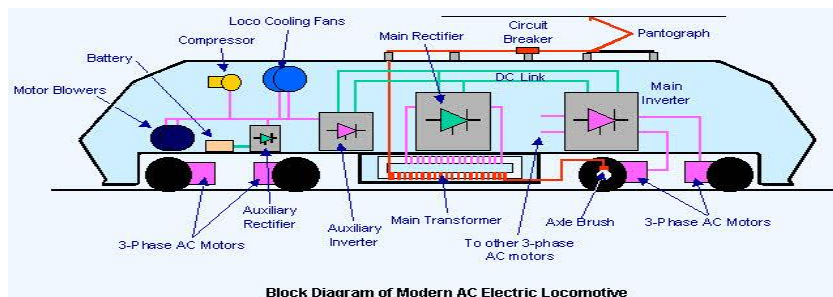 Loco Cooling Fans
Circuit
Breaker
Main Rectifier
Pantograph
Compressor
Battery
DC Link
Main
Inverter
Motor Blowers
Auxiliary
Rectifier
Main Transformer
Axle Brush
3-Phase AC Motors
Auxiliary
Inverter
3-Phase AC Motors
To other 3-phase
AC motors
Block Diagram of Modern AC Electric Locomotive